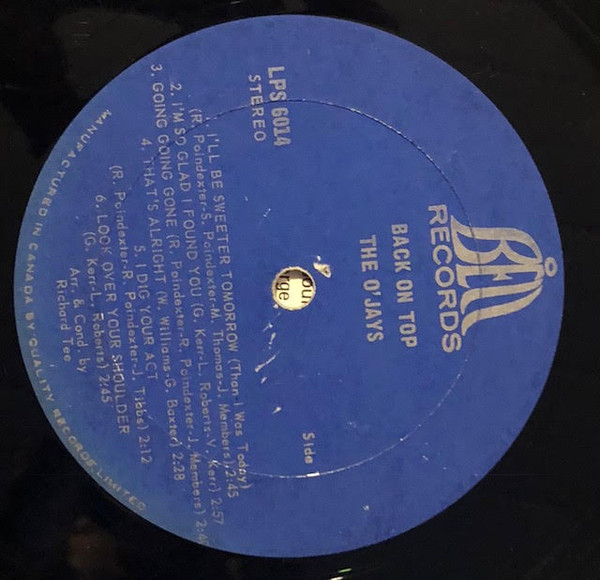 BELL
RECORDS
BACK ON TOP
THE O'JAYS
LPS 6014
STEREO
Side
I'LL BE SWEETER TOMORROW (Than I Was Today)
(R. Poindexter-S. Poindexter-M. Thomas-J. Members) 2:45
2. I'M SO GLAD I FOUND YOU (G. Kerr-L. Roberts-V. Kerr) 2:57
3. GOING GOING GONE (R. Poindexter-R. Poindexter-J. Members)
4. THAT'S ALRIGHT (W. Williams-G. Baxter) 2:28
5. I DIG YOUR ACT
(R. Poindexter-R. Poindexter-J. Tibbs) 2:12
6. LOOK OVER YOUR SHOULDER
(G. Kerr-L. Roberts) 2:45
Arr. & Cond. by
Richard Tee
MANUFACTURED IN CANADA BY QUALITY RECORDS LIMITED